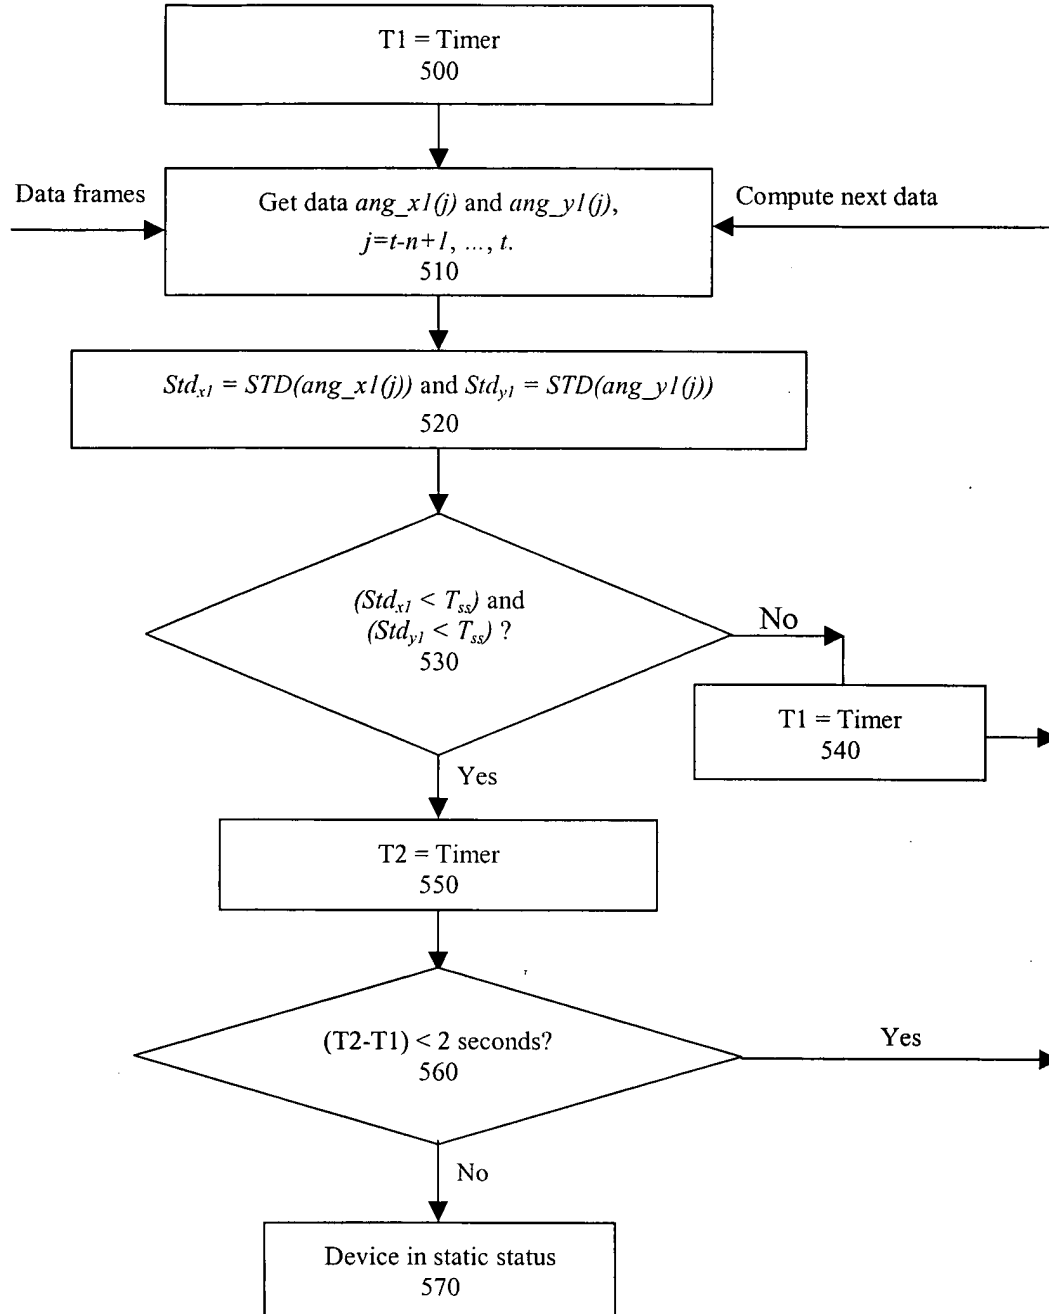 T1 = Timer
500
Data frames
Get data ang_x1(j) and ang_y1(j),
j=t-n+1, ..., t.
510
Compute next data
Std_x1 = STD(ang_x1(j)) and Std_y1 = STD(ang_y1(j))
520
(Std_x1 < T_ss) and
(Std_y1 < T_ss) ?
530
No
T1 = Timer
540
Yes
T2 = Timer
550
(T2-T1) < 2 seconds?
560
Yes
No
Device in static status
570